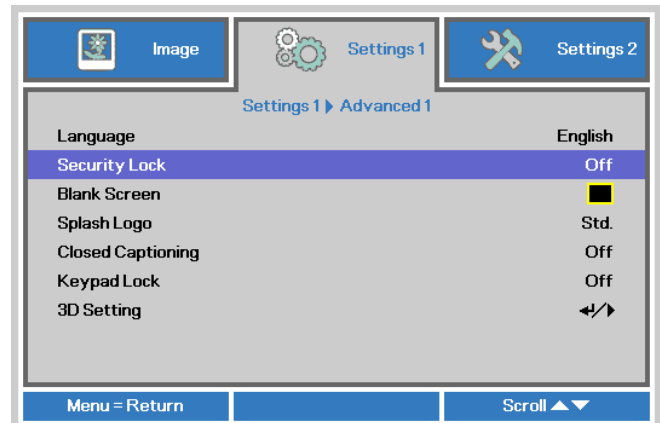 Image Settings 1 Settings 2
Settings 1 ▶ Advanced 1
Language English
Security Lock Off
Blank Screen
Splash Logo Std.
Closed Captioning Off
Keypad Lock Off
3D Setting ↵/▶
Menu = Return Scroll ▲▼